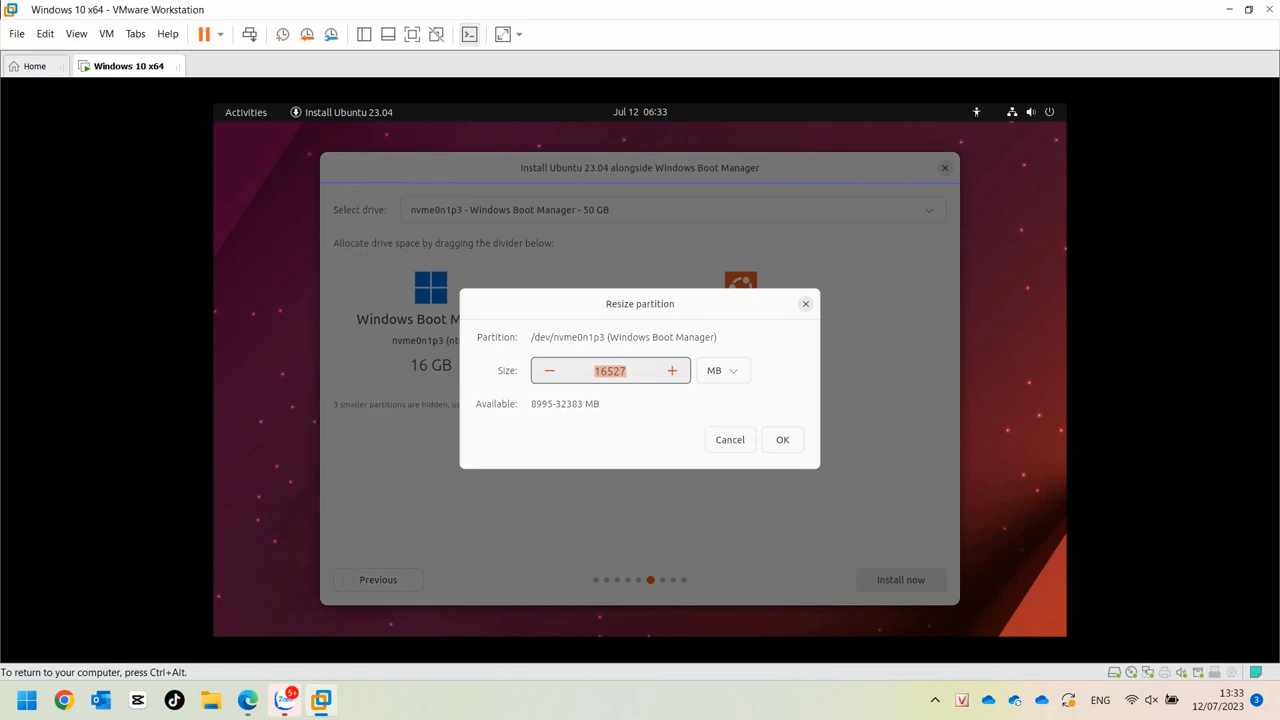 Windows 10 x64 - VMware Workstation
File Edit View VM Tabs Help
Home Windows 10 x64
Activities Install Ubuntu 23.04 Jul 12 06:33
Install Ubuntu 23.04 alongside Windows Boot Manager
Select drive: nvme0n1p3 - Windows Boot Manager - 50 GB
Allocate drive space by dragging the divider below:
Windows Boot M
nvme0n1p3 (nt
16 GB
3 smaller partitions are hidden, us
Resize partition
Partition: /dev/nvme0n1p3 (Windows Boot Manager)
Size: 16527 MB
Available: 8995-32383 MB
Cancel OK
Previous Install now
To return to your computer, press Ctrl+Alt.
Zalo 5+
ENG
13:33
12/07/2023
3